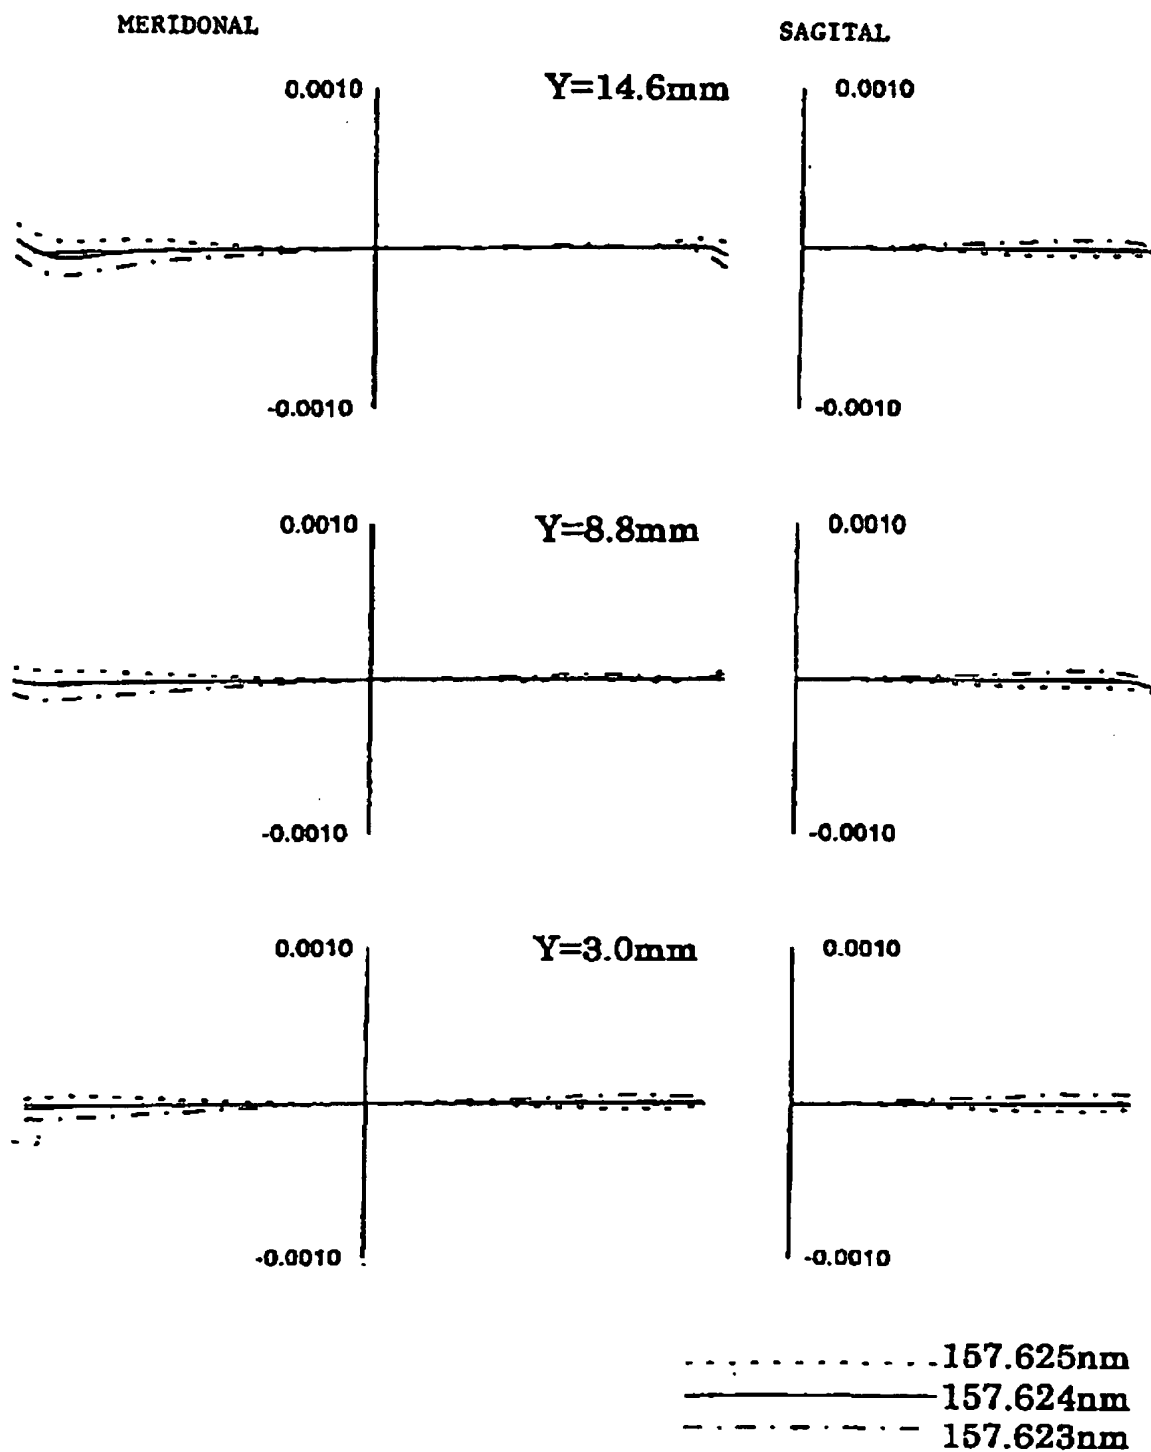 MERIDONAL SAGITAL
0.0010 Y=14.6mm 0.0010
-0.0010 -0.0010
0.0010 Y=8.8mm 0.0010
-0.0010 -0.0010
0.0010 Y=3.0mm 0.0010
-0.0010 -0.0010
157.625nm
157.624nm
157.623nm